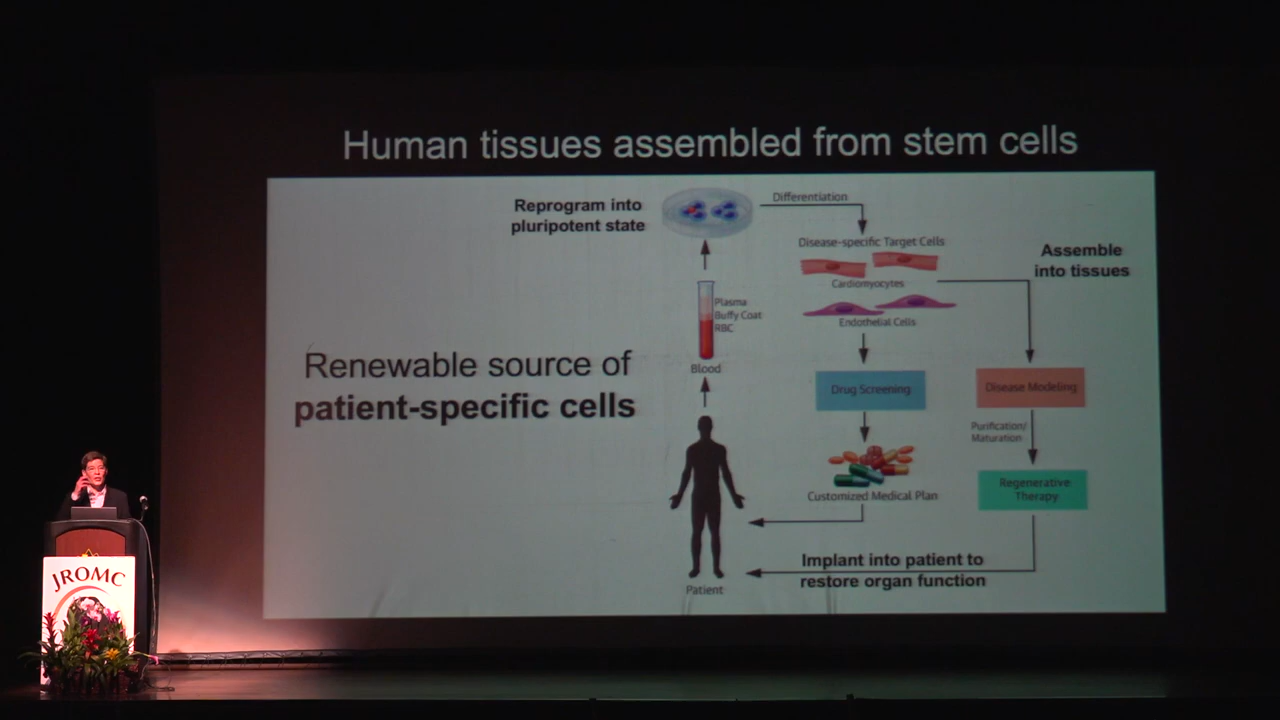 Human tissues assembled from stem cells
Reprogram into
pluripotent state
Differentiation
Disease-specific Target Cells
Cardiomyocytes
Endothelial Cells
Assemble
into tissues
Plasma
Buffy Coat
RBC
Blood
Renewable source of
patient-specific cells
Drug Screening
Disease Modeling
Purification/
Maturation
Customized Medical Plan
Regenerative
Therapy
Implant into patient to
restore organ function
Patient
JROMC